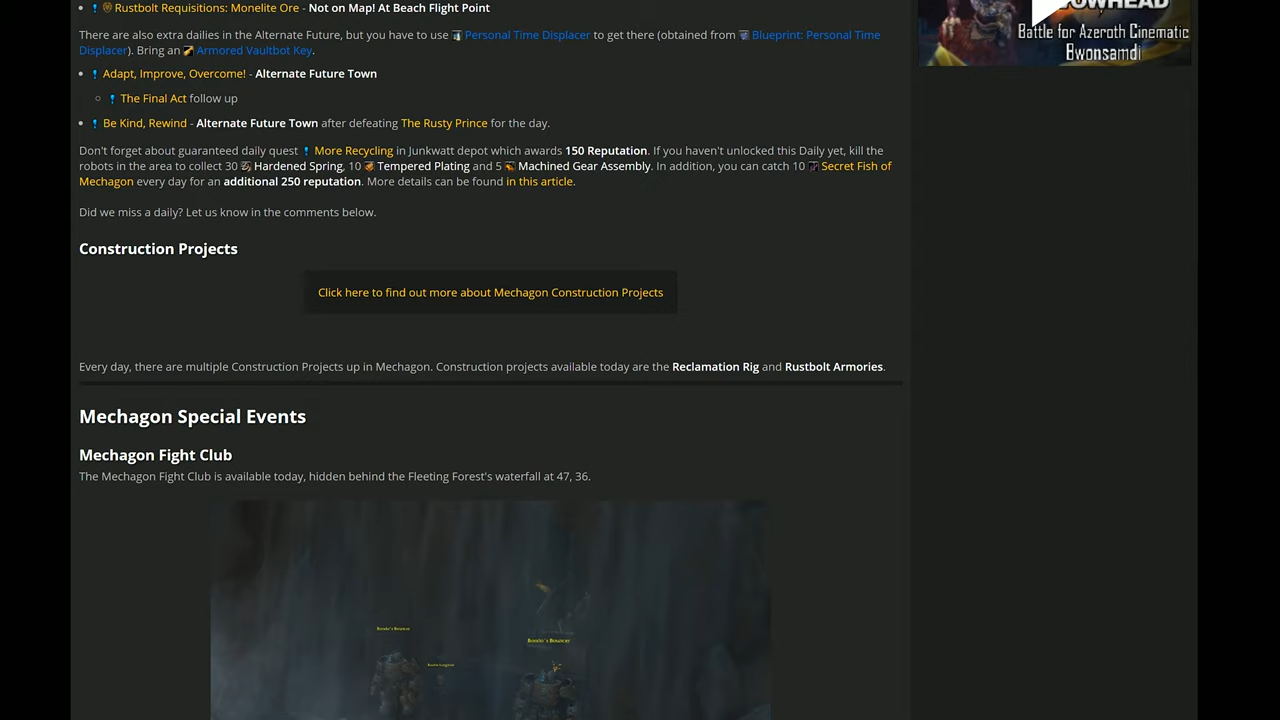 Rustbolt Requisitions: Monelite Ore - Not on Map! At Beach Flight Point
There are also extra dailies in the Alternate Future, but you have to use Personal Time Displacer to get there (obtained from Blueprint: Personal Time
Displacer). Bring an Armored Vaultbot Key.
Adapt, Improve, Overcome! - Alternate Future Town
The Final Act follow up
Be Kind, Rewind - Alternate Future Town after defeating The Rusty Prince for the day.
Don't forget about guaranteed daily quest More Recycling in Junkwatt depot which awards 150 Reputation. If you haven't unlocked this Daily yet, kill the
robots in the area to collect 30 Hardened Spring, 10 Tempered Plating and 5 Machined Gear Assembly. In addition, you can catch 10 Secret Fish of
Mechagon every day for an additional 250 reputation. More details can be found in this article.
Did we miss a daily? Let us know in the comments below.
Construction Projects
Click here to find out more about Mechagon Construction Projects
Every day, there are multiple Construction Projects up in Mechagon. Construction projects available today are the Reclamation Rig and Rustbolt Armories.
Mechagon Special Events
Mechagon Fight Club
The Mechagon Fight Club is available today, hidden behind the Fleeting Forest's waterfall at 47, 36.
Battle for Azeroth Cinematic
Bwonsamdi